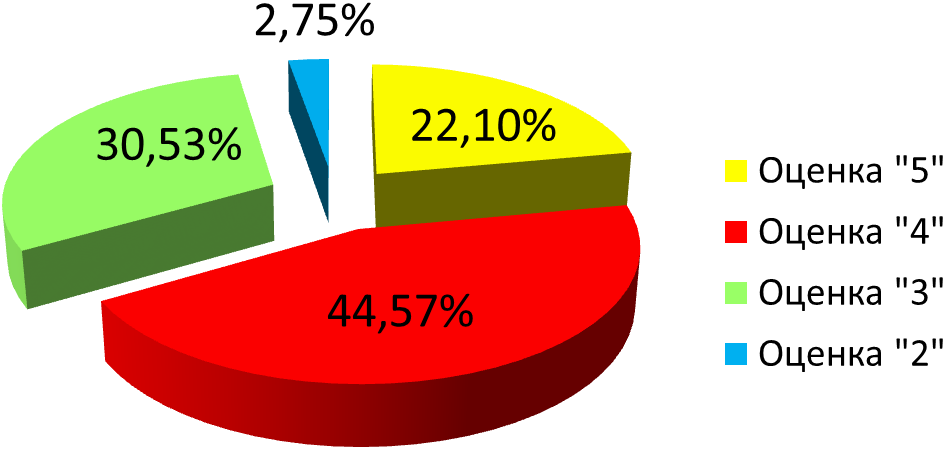 2,75%
22,10%
30,53%
44,57%
Оценка "5"
Оценка "4"
Оценка "3"
Оценка "2"